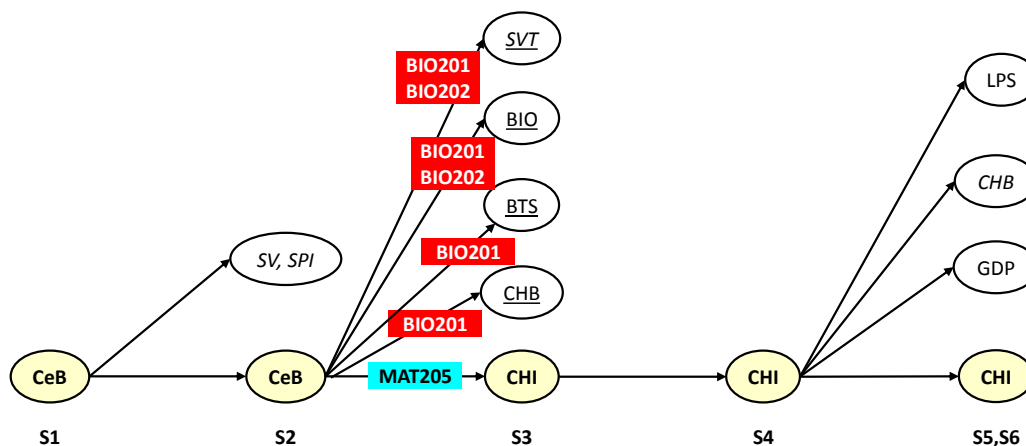 SVT
BIO201
BIO202
LPS
BIO
BIO201
BIO202
CHB
BTS
SV, SPI
BIO201
GDP
CHB
BIO201
CeB
CeB
MAT205
CHI
CHI
CHI
S1
S2
S3
S4
S5,S6